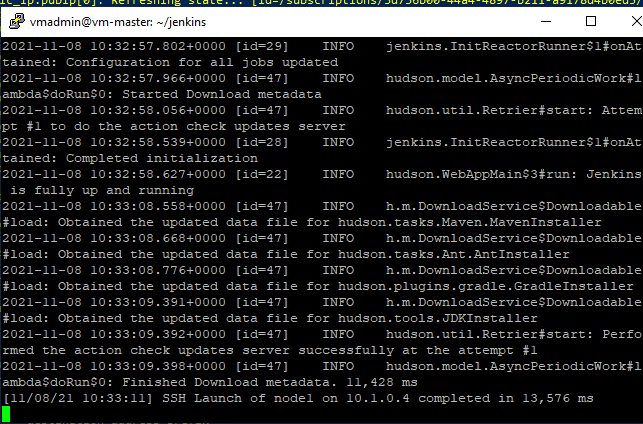 vmadmin@vm-master: ~/jenkins
2021-11-08 10:32:57.802+0000 [id=29] INFO jenkins.InitReactorRunner$1#onAt
tained: Configuration for all jobs updated
2021-11-08 10:32:57.966+0000 [id=47] INFO hudson.model.AsyncPeriodicWork#l
ambda$doRun$0: Started Download metadata
2021-11-08 10:32:58.056+0000 [id=47] INFO hudson.util.Retrier#start: Attem
pt #1 to do the action check updates server
2021-11-08 10:32:58.539+0000 [id=28] INFO jenkins.InitReactorRunner$1#onAt
tained: Completed initialization
2021-11-08 10:32:58.627+0000 [id=22] INFO hudson.WebAppMain$3#run: Jenkins
is fully up and running
2021-11-08 10:33:08.558+0000 [id=47] INFO h.m.DownloadService$Downloadable
#load: Obtained the updated data file for hudson.tasks.Maven.MavenInstaller
2021-11-08 10:33:08.668+0000 [id=47] INFO h.m.DownloadService$Downloadable
#load: Obtained the updated data file for hudson.tasks.Ant.AntInstaller
2021-11-08 10:33:08.776+0000 [id=47] INFO h.m.DownloadService$Downloadable
#load: Obtained the updated data file for hudson.plugins.gradle.GradleInstaller
2021-11-08 10:33:09.391+0000 [id=47] INFO h.m.DownloadService$Downloadable
#load: Obtained the updated data file for hudson.tools.JDKInstaller
2021-11-08 10:33:09.392+0000 [id=47] INFO hudson.util.Retrier#start: Perfo
rmed the action check updates server successfully at the attempt #1
2021-11-08 10:33:09.398+0000 [id=47] INFO hudson.model.AsyncPeriodicWork#l
ambda$doRun$0: Finished Download metadata. 11,428 ms
[11/08/21 10:33:11] SSH Launch of node1 on 10.1.0.4 completed in 13,576 ms